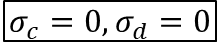 σ_c = 0, σ_d = 0